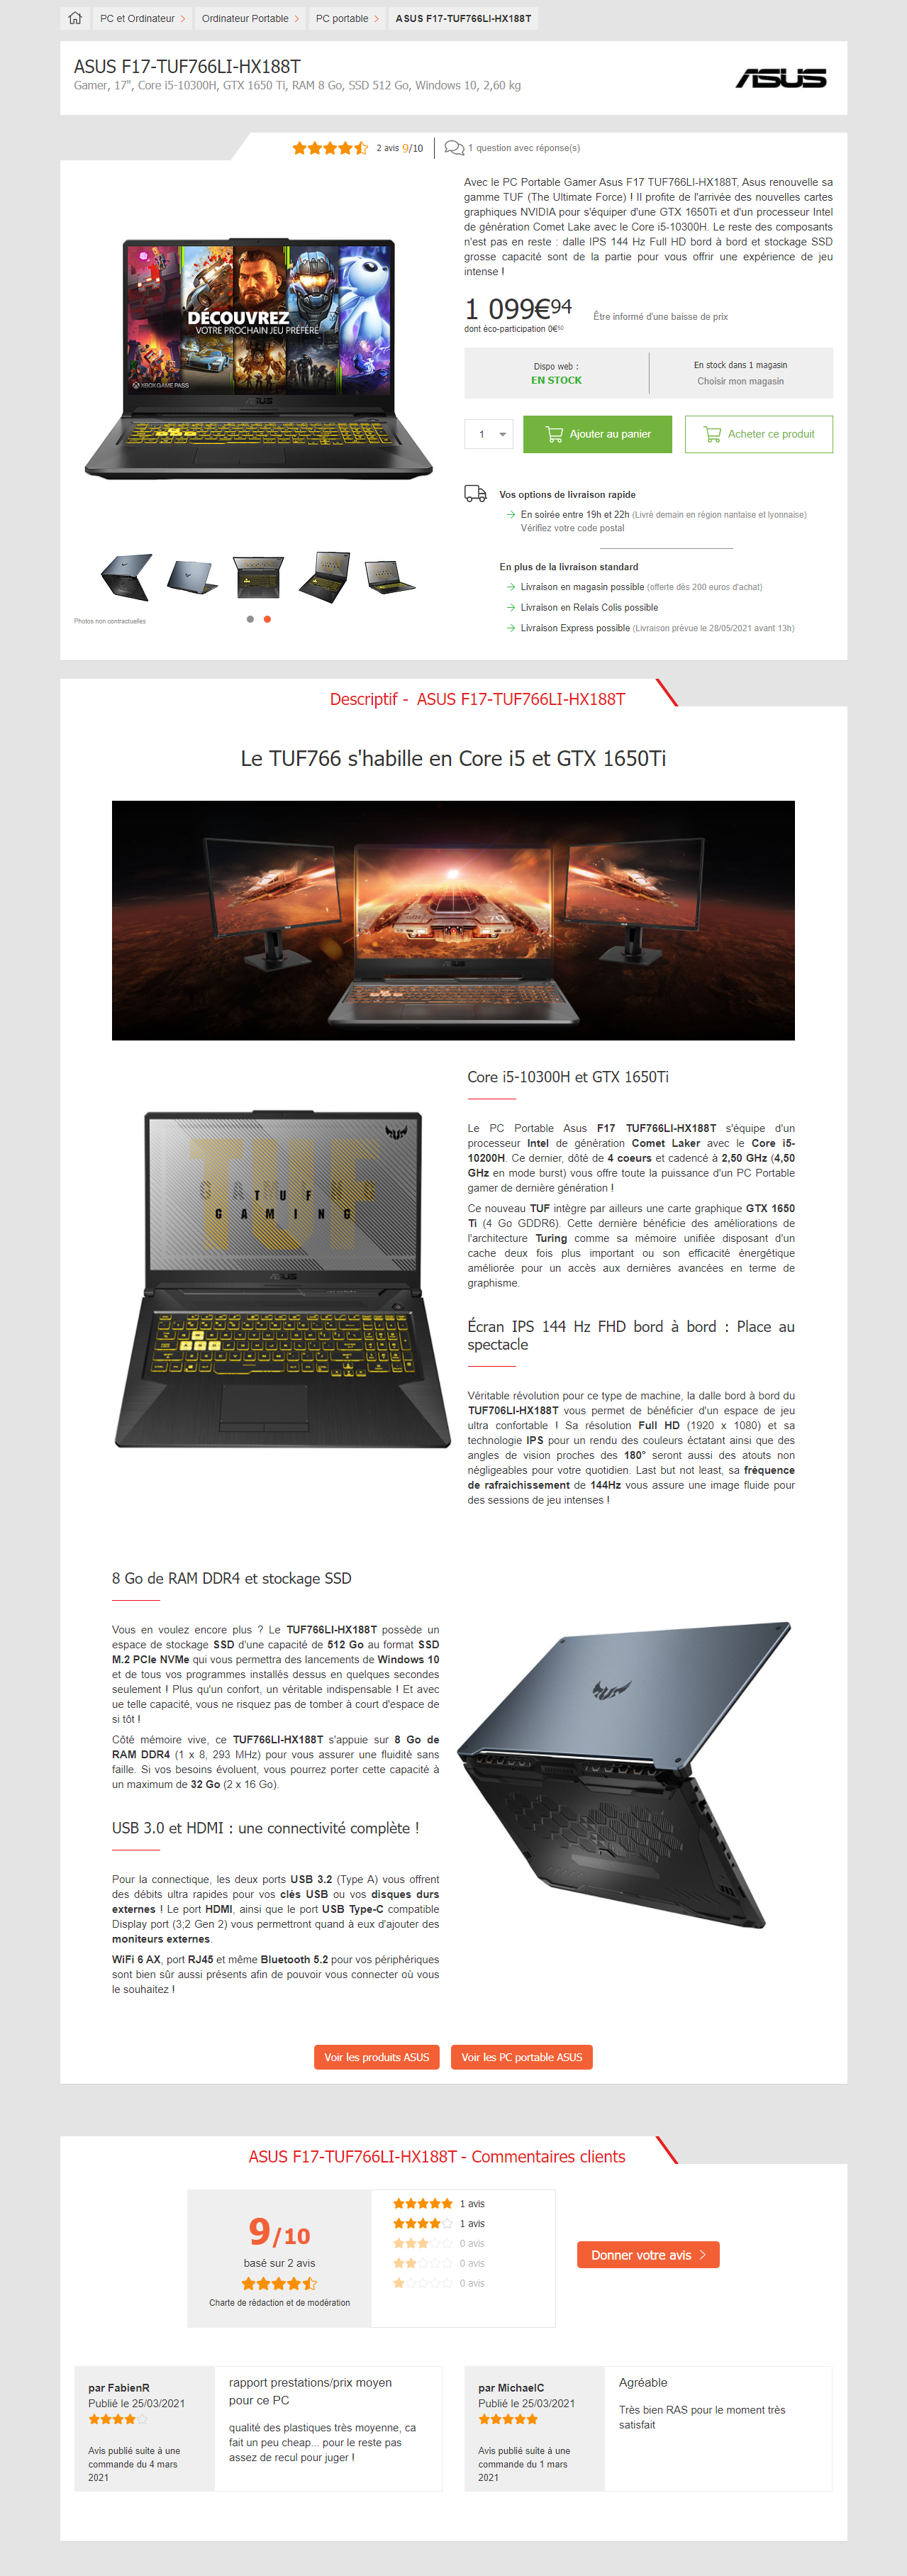 PC et Ordinateur
Ordinateur Portable
PC portable
ASUS F17-TUF766LI-HX188T
ASUS F17-TUF766LI-HX188T
Gamer, 17", Core i5-10300H, GTX 1650 Ti, RAM 8 Go, SSD 512 Go, Windows 10, 2,60 kg
ASUS
2 avis 9/10
1 question avec réponse(s)
Avec le PC Portable Gamer Asus F17 TUF766LI-HX188T, Asus renouvelle sa
gamme TUF (The Ultimate Force) ! Il profite de l'arrivée des nouvelles cartes
graphiques NVIDIA pour s'équiper d'une GTX 1650Ti et d'un processeur Intel
de génération Comet Lake avec le Core i5-10300H. Le reste des composants
n'est pas en reste : dalle IPS 144 Hz Full HD bord à bord et stockage SSD
grosse capacité sont de la partie pour vous offrir une expérience de jeu
intense !
DÉCOUVREZ
VOTRE PROCHAIN JEU PRÉFÉRÉ
XBOX GAME PASS
ASUS
1 099€94
dont éco-participation 0€50
Être informé d'une baisse de prix
Dispo web :
EN STOCK
En stock dans 1 magasin
Choisir mon magasin
1
Ajouter au panier
Acheter ce produit
Vos options de livraison rapide
En soirée entre 19h et 22h (Livré demain en région nantaise et lyonnaise)
Vérifiez votre code postal
En plus de la livraison standard
Livraison en magasin possible (offerte dès 200 euros d'achat)
Livraison en Relais Colis possible
Livraison Express possible (Livraison prévue le 28/05/2021 avant 13h)
Photos non contractuelles
Descriptif - ASUS F17-TUF766LI-HX188T
Le TUF766 s'habille en Core i5 et GTX 1650Ti
70
ASUS
Core i5-10300H et GTX 1650Ti
Le PC Portable Asus F17 TUF766LI-HX188T s'équipe d'un
processeur Intel de génération Comet Laker avec le Core i5-
10200H. Ce dernier, dôté de 4 coeurs et cadencé à 2,50 GHz (4,50
GHz en mode burst) vous offre toute la puissance d'un PC Portable
gamer de dernière génération !
Ce nouveau TUF intègre par ailleurs une carte graphique GTX 1650
Ti (4 Go GDDR6). Cette dernière bénéficie des améliorations de
l'architecture Turing comme sa mémoire unifiée disposant d'un
cache deux fois plus important ou son efficacité énergétique
améliorée pour un accès aux dernières avancées en terme de
graphisme.
TUF
TUF
GAMING
ASUS
Écran IPS 144 Hz FHD bord à bord : Place au
spectacle
Véritable révolution pour ce type de machine, la dalle bord à bord du
TUF706LI-HX188T vous permet de bénéficier d'un espace de jeu
ultra confortable ! Sa résolution Full HD (1920 x 1080) et sa
technologie IPS pour un rendu des couleurs éctatant ainsi que des
angles de vision proches des 180° seront aussi des atouts non
négligeables pour votre quotidien. Last but not least, sa fréquence
de rafraichissement de 144Hz vous assure une image fluide pour
des sessions de jeu intenses !
8 Go de RAM DDR4 et stockage SSD
Vous en voulez encore plus ? Le TUF766LI-HX188T possède un
espace de stockage SSD d'une capacité de 512 Go au format SSD
M.2 PCIe NVMe qui vous permettra des lancements de Windows 10
et de tous vos programmes installés dessus en quelques secondes
seulement ! Plus qu'un confort, un véritable indispensable ! Et avec
ue telle capacité, vous ne risquez pas de tomber à court d'espace de
si tôt !
Côté mémoire vive, ce TUF766LI-HX188T s'appuie sur 8 Go de
RAM DDR4 (1 x 8, 293 MHz) pour vous assurer une fluidité sans
faille. Si vos besoins évoluent, vous pourrez porter cette capacité à
un maximum de 32 Go (2 x 16 Go).
USB 3.0 et HDMI : une connectivité complète !
Pour la connectique, les deux ports USB 3.2 (Type A) vous offrent
des débits ultra rapides pour vos clés USB ou vos disques durs
externes ! Le port HDMI, ainsi que le port USB Type-C compatible
Display port (3;2 Gen 2) vous permettront quand à eux d'ajouter des
moniteurs externes.
WiFi 6 AX, port RJ45 et même Bluetooth 5.2 pour vos périphériques
sont bien sûr aussi présents afin de pouvoir vous connecter où vous
le souhaitez !
Voir les produits ASUS
Voir les PC portable ASUS
ASUS F17-TUF766LI-HX188T - Commentaires clients
9/10
basé sur 2 avis
Charte de rédaction et de modération
1 avis
1 avis
0 avis
0 avis
0 avis
Donner votre avis
par FabienR
Publié le 25/03/2021
Avis publié suite à une
commande du 4 mars
2021
rapport prestations/prix moyen
pour ce PC
qualité des plastiques très moyenne, ca
fait un peu cheap... pour le reste pas
assez de recul pour juger !
par MichaelC
Publié le 25/03/2021
Avis publié suite à une
commande du 1 mars
2021
Agréable
Très bien RAS pour le moment très
satisfait